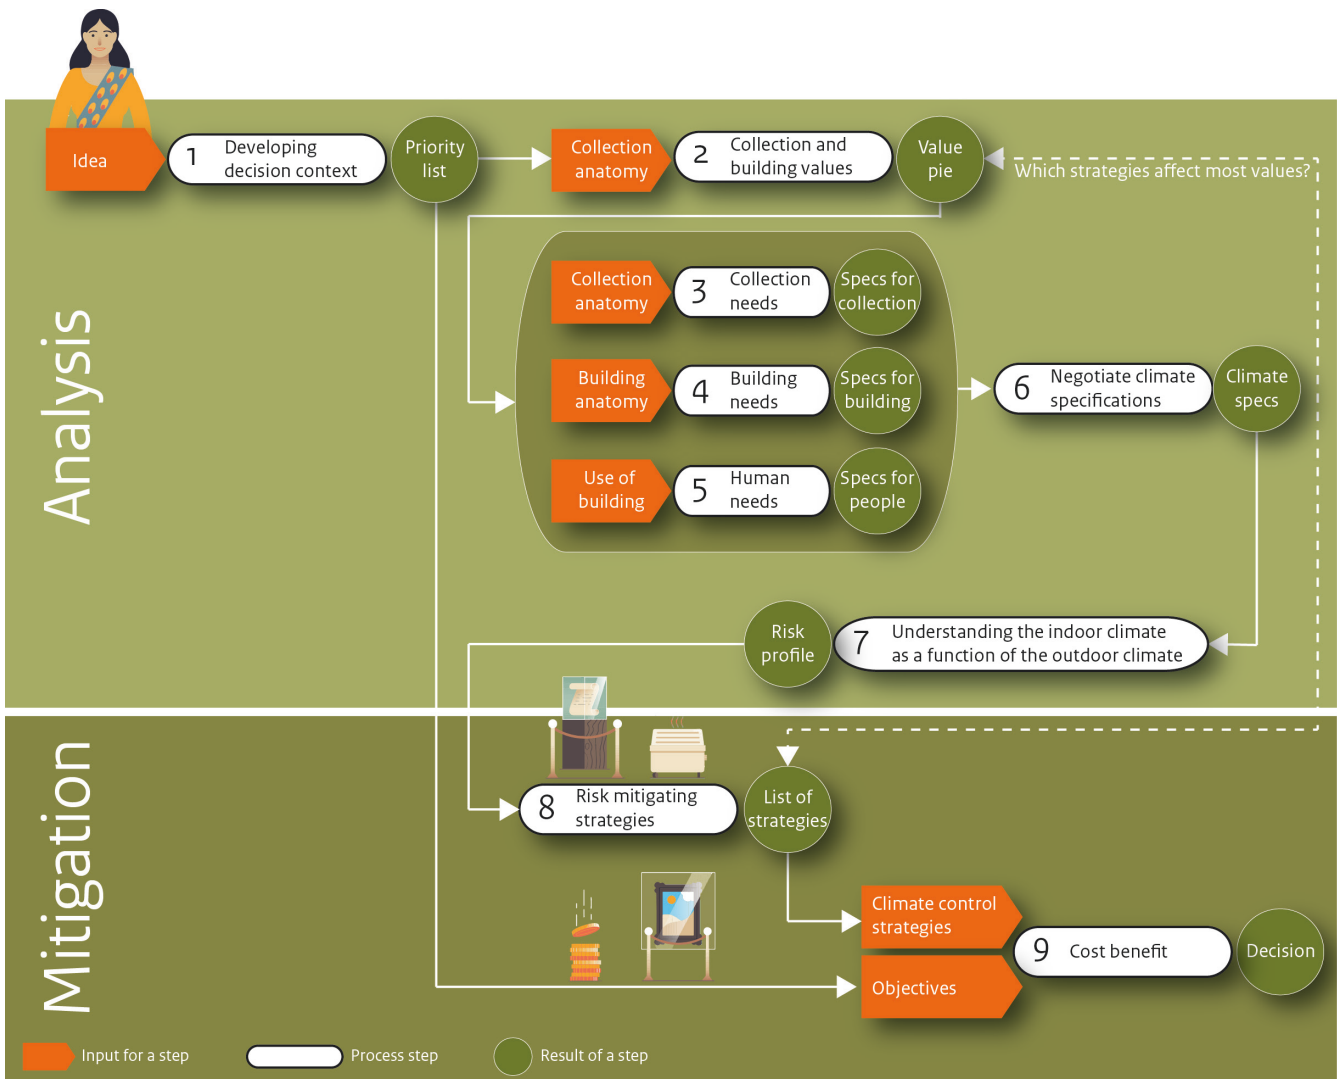 Idea
1
Developing
decision context
Priority
list
Collection
anatomy
2
Collection and
building values
Value
pie
Which strategies affect most values?
Analysis
Collection
anatomy
3
Collection
needs
Specs for
collection
Building
anatomy
4
Building
needs
Specs for
building
Use of
building
5
Human
needs
Specs for
people
6
Negotiate climate
specifications
Climate
specs
Risk
profile
7
Understanding the indoor climate
as a function of the outdoor climate
Mitigation
8
Risk mitigating
strategies
List of
strategies
Climate control
strategies
Objectives
9
Cost benefit
Decision
Input for a step
Process step
Result of a step